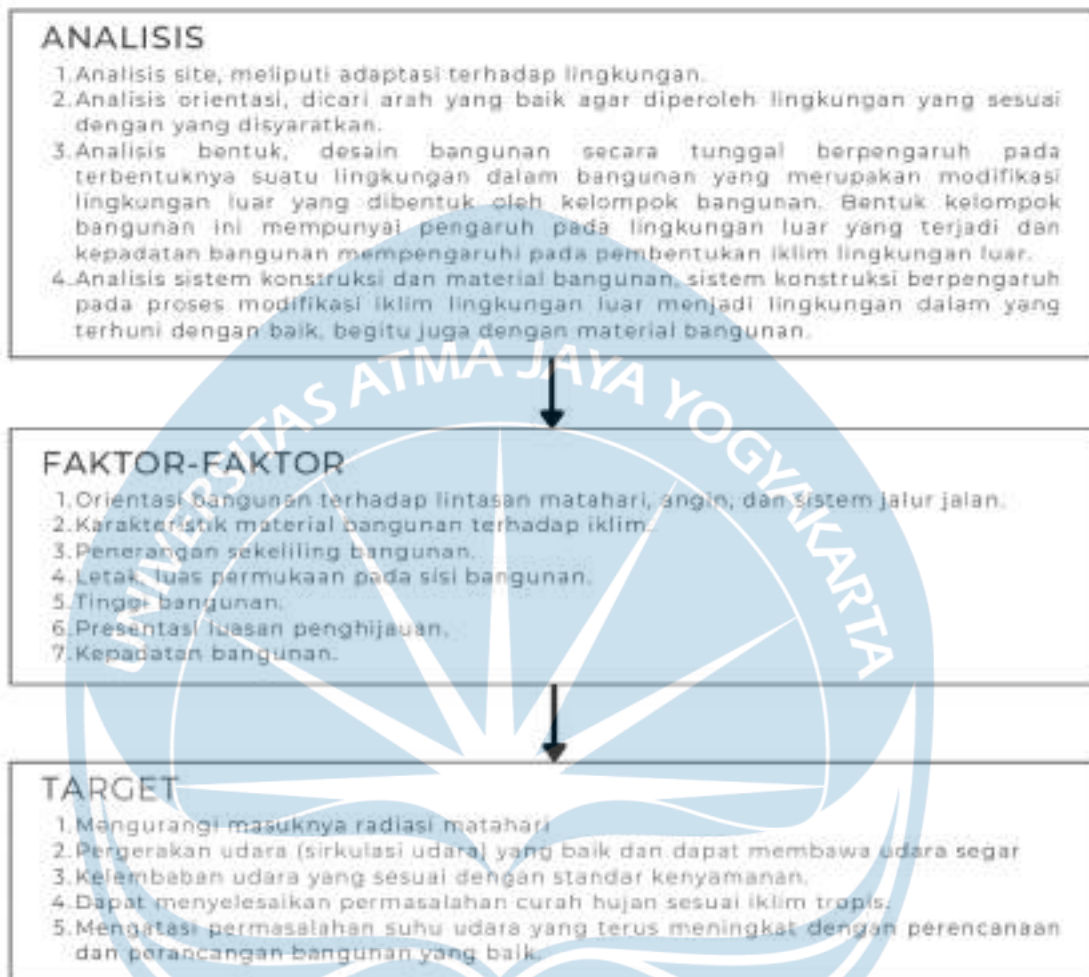 ANALISIS
1. Analisis site, meliputi adaptasi terhadap lingkungan.
2. Analisis orientasi, dicari arah yang baik agar diperoleh lingkungan yang sesuai
dengan yang disyaratkan.
3. Analisis bentuk, desain bangunan secara tunggal berpengaruh pada
terbentuknya suatu lingkungan dalam bangunan yang merupakan modifikasi
lingkungan luar yang dibentuk oleh kelompok bangunan. Bentuk kelompok
bangunan ini mempunyai pengaruh pada lingkungan luar yang terjadi dan
kepadatan bangunan mempengaruhi pada pembentukan iklim lingkungan luar.
4. Analisis sistem konstruksi dan material bangunan, sistem konstruksi berpengaruh
pada proses modifikasi iklim lingkungan luar menjadi lingkungan dalam yang
terhuni dengan baik, begitu juga dengan material bangunan.
UNIVERSITAS ATMA JAYA YOGYAKARTA
FAKTOR-FAKTOR
1. Orientasi bangunan terhadap lintasan matahari, angin, dan sistem jalur jalan.
2. Karakteristik material bangunan terhadap iklim.
3. Penerangan sekeliling bangunan.
4. Letak, luas permukaan pada sisi bangunan.
5. Tinggi bangunan.
6. Presentasi luasan penghijauan.
7. Kepadatan bangunan.
TARGET
1. Mengurangi masuknya radiasi matahari
2. Pergerakan udara (sirkulasi udara) yang baik dan dapat membawa udara segar
3. Kelembaban udara yang sesuai dengan standar kenyamanan.
4. Dapat menyelesaikan permasalahan curah hujan sesuai iklim tropis.
5. Mengatasi permasalahan suhu udara yang terus meningkat dengan perencanaan
dan perancangan bangunan yang baik.